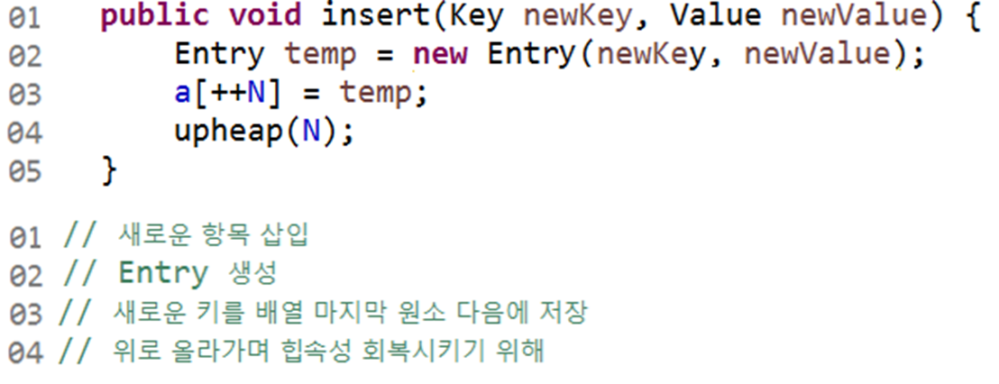 01 public void insert(Key newKey, Value newValue) {
02 Entry temp = new Entry(newKey, newValue);
03 a[++N] = temp;
04 upheap(N);
05 }
01 // 새로운 항목 삽입
02 // Entry 생성
03 // 새로운 키를 배열 마지막 원소 다음에 저장
04 // 위로 올라가며 힙속성 회복시키기 위해